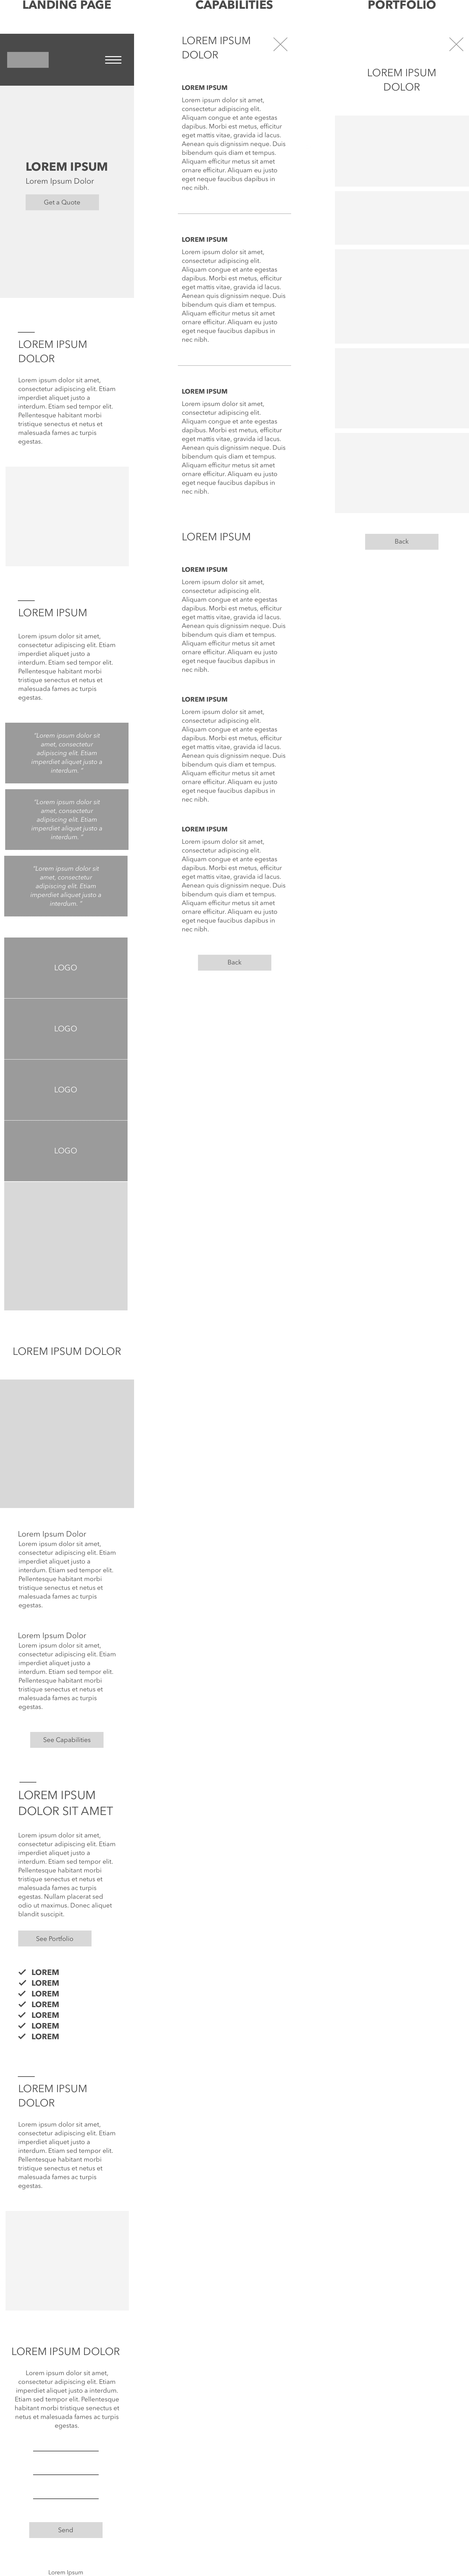 LANDING PAGE
LOREM IPSUM
Lorem Ipsum Dolor
Get a Quote
LOREM IPSUM
DOLOR
Lorem ipsum dolor sit amet,
consectetur adipiscing elit. Etiam
imperdiet aliquet justo a
interdum. Etiam sed tempor elit.
Pellentesque habitant morbi
tristique senectus et netus et
malesuada fames ac turpis
egestas.
LOREM IPSUM
Lorem ipsum dolor sit amet,
consectetur adipiscing elit. Etiam
imperdiet aliquet justo a
interdum. Etiam sed tempor elit.
Pellentesque habitant morbi
tristique senectus et netus et
malesuada fames ac turpis
egestas.
"Lorem ipsum dolor sit
amet, consectetur
adipiscing elit. Etiam
imperdiet aliquet justo a
interdum. "
"Lorem ipsum dolor sit
amet, consectetur
adipiscing elit. Etiam
imperdiet aliquet justo a
interdum. "
"Lorem ipsum dolor sit
amet, consectetur
adipiscing elit. Etiam
imperdiet aliquet justo a
interdum. "
LOGO
LOGO
LOGO
LOGO
LOREM IPSUM DOLOR
Lorem Ipsum Dolor
Lorem ipsum dolor sit amet,
consectetur adipiscing elit. Etiam
imperdiet aliquet justo a
interdum. Etiam sed tempor elit.
Pellentesque habitant morbi
tristique senectus et netus et
malesuada fames ac turpis
egestas.
Lorem Ipsum Dolor
Lorem ipsum dolor sit amet,
consectetur adipiscing elit. Etiam
imperdiet aliquet justo a
interdum. Etiam sed tempor elit.
Pellentesque habitant morbi
tristique senectus et netus et
malesuada fames ac turpis
egestas.
See Capabilities
LOREM IPSUM
DOLOR SIT AMET
Lorem ipsum dolor sit amet,
consectetur adipiscing elit. Etiam
imperdiet aliquet justo a
interdum. Etiam sed tempor elit.
Pellentesque habitant morbi
tristique senectus et netus et
malesuada fames ac turpis
egestas. Nullam placerat sed
odio ut maximus. Donec aliquet
blandit suscipit.
See Portfolio
LOREM
LOREM
LOREM
LOREM
LOREM
LOREM
LOREM
LOREM IPSUM
DOLOR
Lorem ipsum dolor sit amet,
consectetur adipiscing elit. Etiam
imperdiet aliquet justo a
interdum. Etiam sed tempor elit.
Pellentesque habitant morbi
tristique senectus et netus et
malesuada fames ac turpis
egestas.
LOREM IPSUM DOLOR
Lorem ipsum dolor sit amet,
consectetur adipiscing elit. Etiam
imperdiet aliquet justo a interdum.
Etiam sed tempor elit. Pellentesque
habitant morbi tristique senectus et
netus et malesuada fames ac turpis
egestas.
Send
Lorem Ipsum
CAPABILITIES
LOREM IPSUM
DOLOR
LOREM IPSUM
Lorem ipsum dolor sit amet,
consectetur adipiscing elit.
Aliquam congue et ante egestas
dapibus. Morbi est metus, efficitur
eget mattis vitae, gravida id lacus.
Aenean quis dignissim neque. Duis
bibendum quis diam et tempus.
Aliquam efficitur metus sit amet
ornare efficitur. Aliquam eu justo
eget neque faucibus dapibus in
nec nibh.
LOREM IPSUM
Lorem ipsum dolor sit amet,
consectetur adipiscing elit.
Aliquam congue et ante egestas
dapibus. Morbi est metus, efficitur
eget mattis vitae, gravida id lacus.
Aenean quis dignissim neque. Duis
bibendum quis diam et tempus.
Aliquam efficitur metus sit amet
ornare efficitur. Aliquam eu justo
eget neque faucibus dapibus in
nec nibh.
LOREM IPSUM
Lorem ipsum dolor sit amet,
consectetur adipiscing elit.
Aliquam congue et ante egestas
dapibus. Morbi est metus, efficitur
eget mattis vitae, gravida id lacus.
Aenean quis dignissim neque. Duis
bibendum quis diam et tempus.
Aliquam efficitur metus sit amet
ornare efficitur. Aliquam eu justo
eget neque faucibus dapibus in
nec nibh.
LOREM IPSUM
LOREM IPSUM
Lorem ipsum dolor sit amet,
consectetur adipiscing elit.
Aliquam congue et ante egestas
dapibus. Morbi est metus, efficitur
eget mattis vitae, gravida id lacus.
Aenean quis dignissim neque. Duis
bibendum quis diam et tempus.
Aliquam efficitur metus sit amet
ornare efficitur. Aliquam eu justo
eget neque faucibus dapibus in
nec nibh.
LOREM IPSUM
Lorem ipsum dolor sit amet,
consectetur adipiscing elit.
Aliquam congue et ante egestas
dapibus. Morbi est metus, efficitur
eget mattis vitae, gravida id lacus.
Aenean quis dignissim neque. Duis
bibendum quis diam et tempus.
Aliquam efficitur metus sit amet
ornare efficitur. Aliquam eu justo
eget neque faucibus dapibus in
nec nibh.
LOREM IPSUM
Lorem ipsum dolor sit amet,
consectetur adipiscing elit.
Aliquam congue et ante egestas
dapibus. Morbi est metus, efficitur
eget mattis vitae, gravida id lacus.
Aenean quis dignissim neque. Duis
bibendum quis diam et tempus.
Aliquam efficitur metus sit amet
ornare efficitur. Aliquam eu justo
eget neque faucibus dapibus in
nec nibh.
Back
PORTFOLIO
LOREM IPSUM
DOLOR
Back